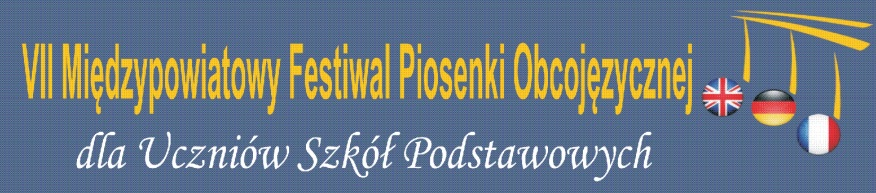 VII Międzypowiatowy Festiwal Piosenki Obcojęzycznej
dla Uczniów Szkół Podstawowych